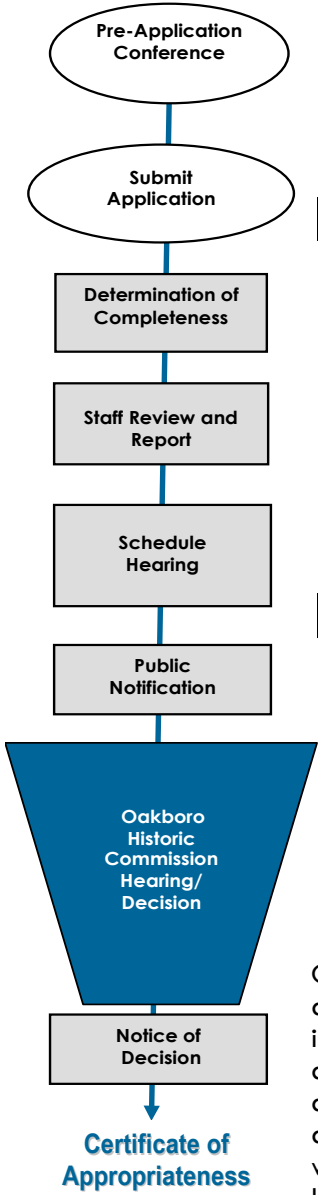 Pre-Application
Conference
Submit
Application
Determination of
Completeness
Staff Review and
Report
Schedule
Hearing
Public
Notification
Oakboro
Historic
Commission
Hearing/
Decision
Notice of
Decision
Certificate of
Appropriateness